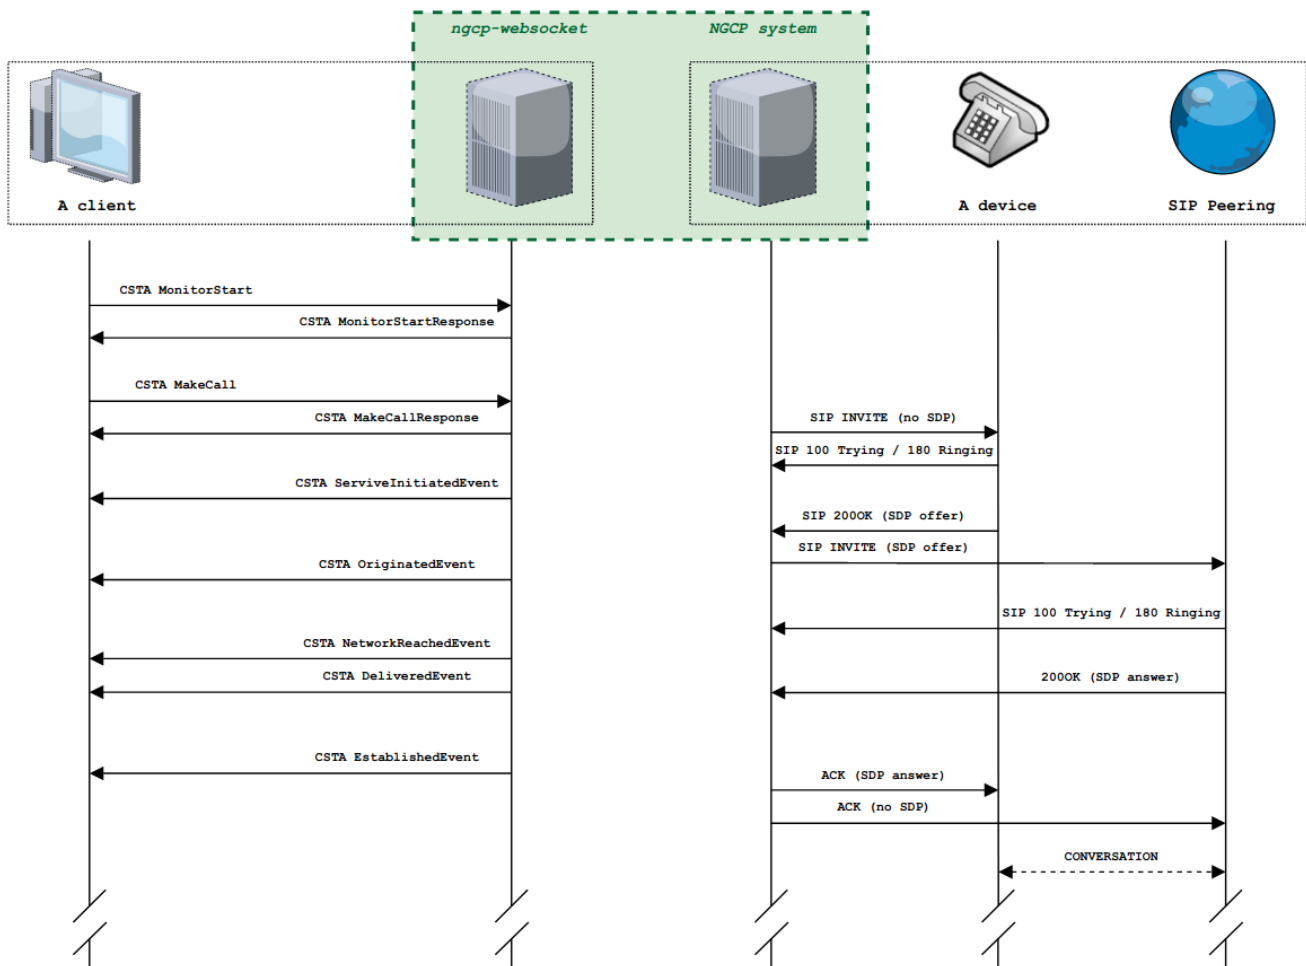 ngcp-websocket
NGCP system
A client
A device
SIP Peering
CSTA MonitorStart
CSTA MonitorStartResponse
CSTA MakeCall
CSTA MakeCallResponse
SIP INVITE (no SDP)
SIP 100 Trying / 180 Ringing
CSTA ServiveInitiatedEvent
SIP 200OK (SDP offer)
SIP INVITE (SDP offer)
CSTA OriginatedEvent
SIP 100 Trying / 180 Ringing
CSTA NetworkReachedEvent
CSTA DeliveredEvent
200OK (SDP answer)
CSTA EstablishedEvent
ACK (SDP answer)
ACK (no SDP)
CONVERSATION